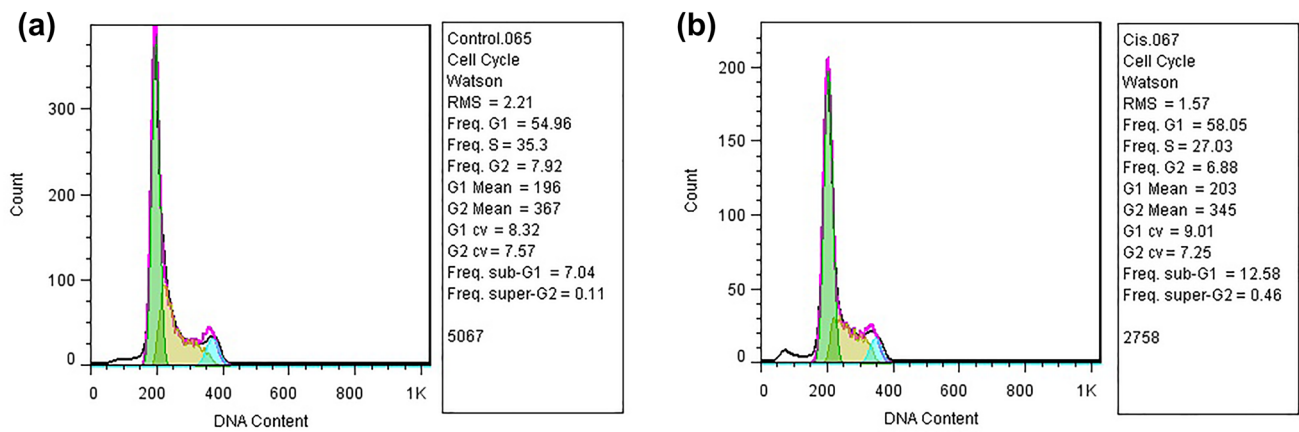 (a)
Count
300
200
100
0
0 200 400 600 800 1K
DNA Content
Control.065
Cell Cycle
Watson
RMS = 2.21
Freq. G1 = 54.96
Freq. S = 35.3
Freq. G2 = 7.92
G1 Mean = 196
G2 Mean = 367
G1 cv = 8.32
G2 cv = 7.57
Freq. sub-G1 = 7.04
Freq. super-G2 = 0.11
5067
(b)
Count
200
150
100
50
0
0 200 400 600 800 1K
DNA Content
Cis.067
Cell Cycle
Watson
RMS = 1.57
Freq. G1 = 58.05
Freq. S = 27.03
Freq. G2 = 6.88
G1 Mean = 203
G2 Mean = 345
G1 cv = 9.01
G2 cv = 7.25
Freq. sub-G1 = 12.58
Freq. super-G2 = 0.46
2758